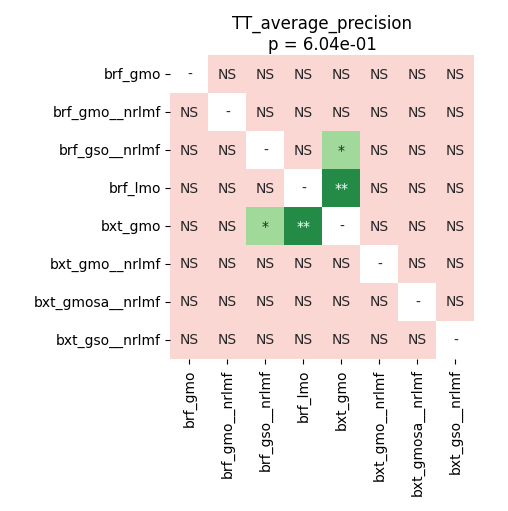 TT_average_precision
p = 6.04e-01
brf_gmo - NS NS NS NS NS NS NS
brf_gmo__nrlmf NS - NS NS NS NS NS NS
brf_gso__nrlmf NS NS - NS * NS NS NS
brf_lmo NS NS NS - ** NS NS NS
bxt_gmo NS NS * ** - NS NS NS
bxt_gmo__nrlmf NS NS NS NS NS - NS NS
bxt_gmosa__nrlmf NS NS NS NS NS NS - NS
bxt_gso__nrlmf NS NS NS NS NS NS NS -
brf_gmo
brf_gmo__nrlmf
brf_gso__nrlmf
brf_lmo
bxt_gmo
bxt_gmo__nrlmf
bxt_gmosa__nrlmf
bxt_gso__nrlmf